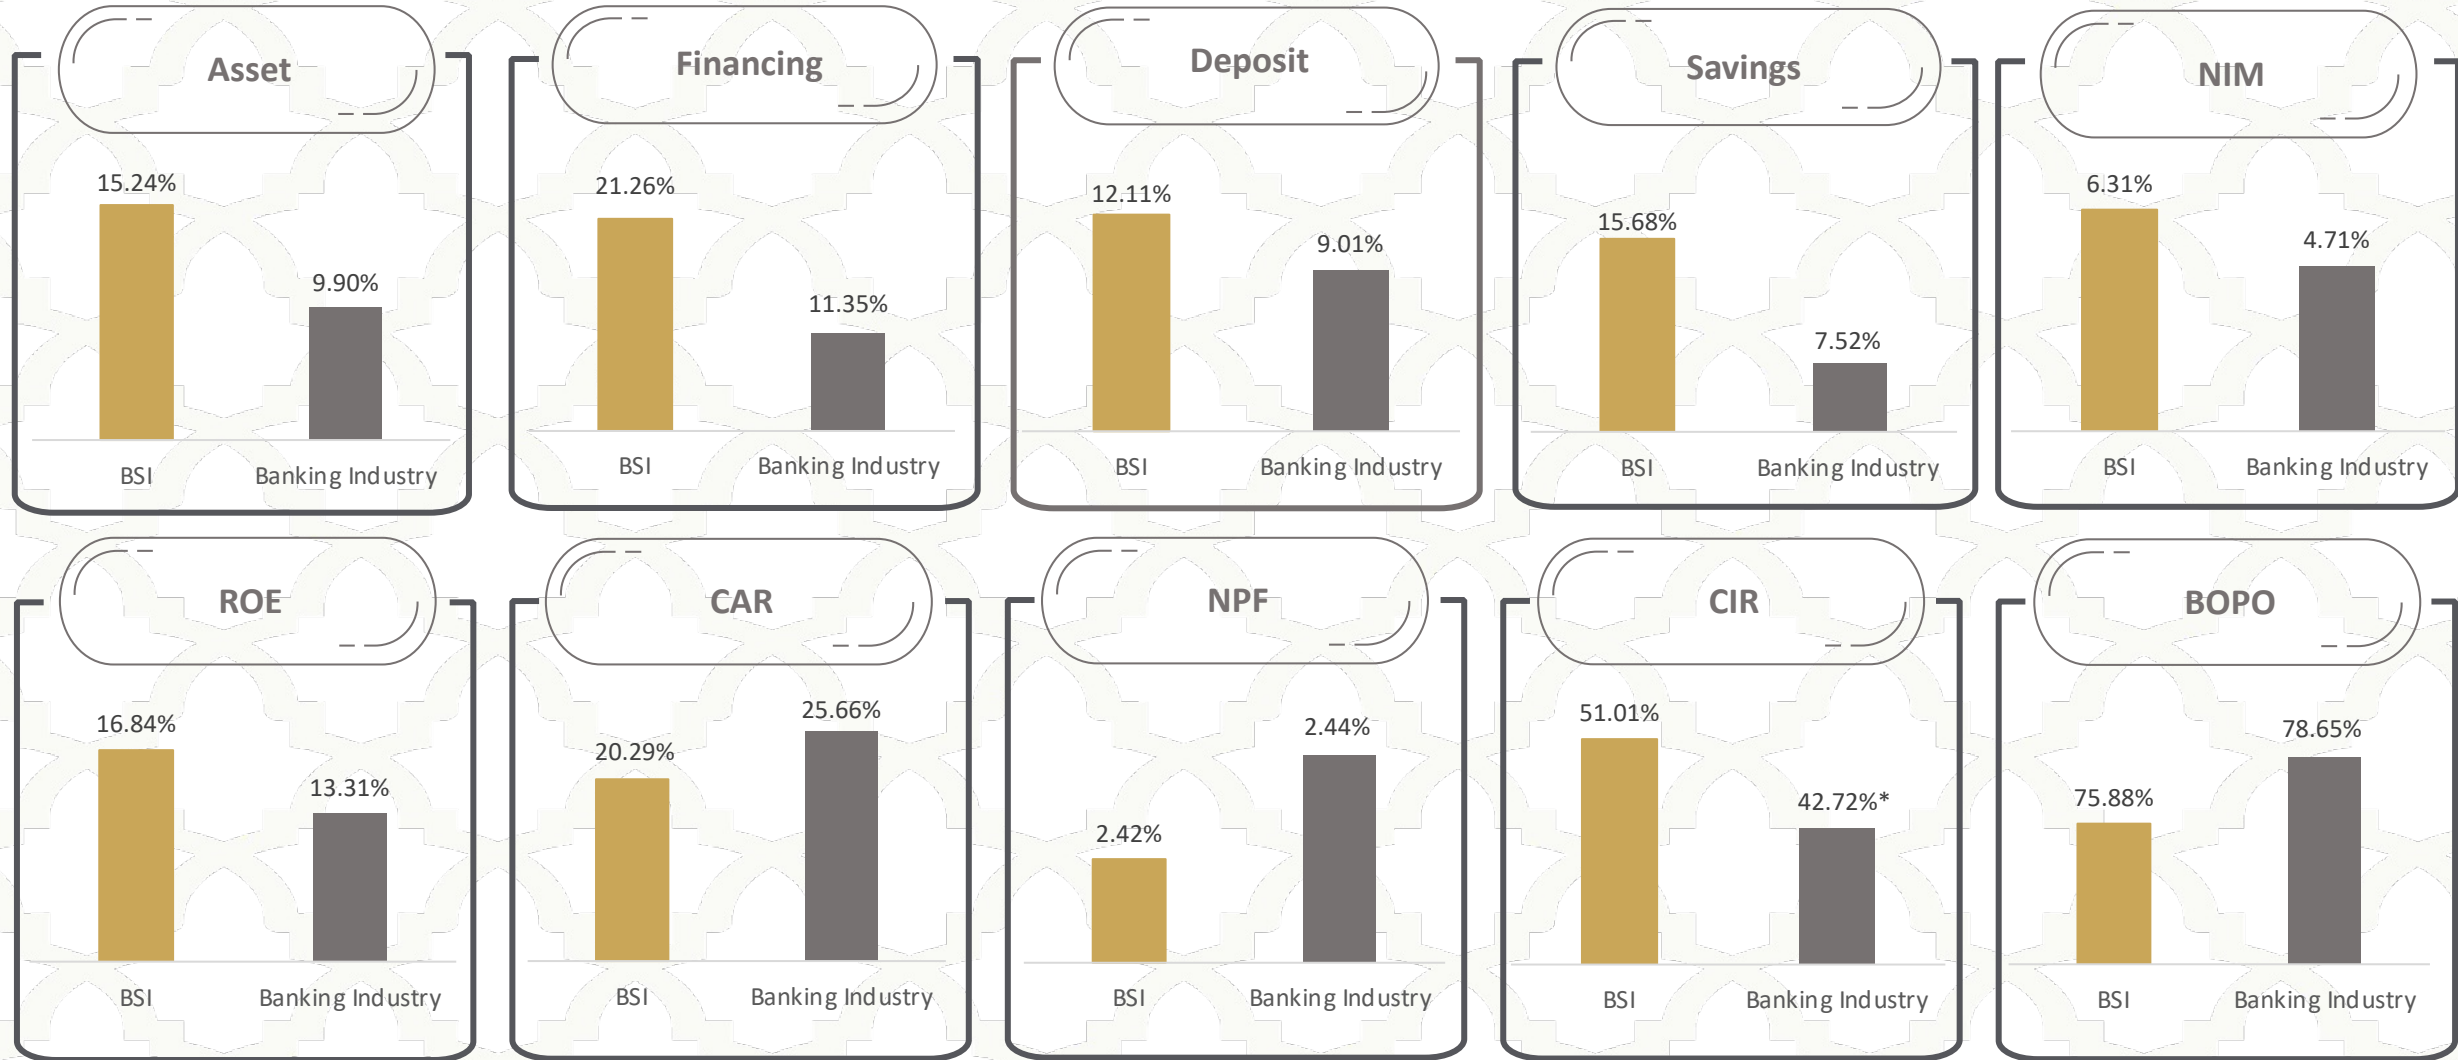 Asset
15.24%
9.90%
BSI
Banking Industry
Financing
21.26%
11.35%
BSI
Banking Industry
Deposit
12.11%
9.01%
BSI
Banking Industry
Savings
15.68%
7.52%
BSI
Banking Industry
NIM
6.31%
4.71%
BSI
Banking Industry
ROE
16.84%
13.31%
BSI
Banking Industry
CAR
20.29%
25.66%
BSI
Banking Industry
NPF
2.42%
2.44%
BSI
Banking Industry
CIR
51.01%
42.72%*
BSI
Banking Industry
BOPO
75.88%
78.65%
BSI
Banking Industry